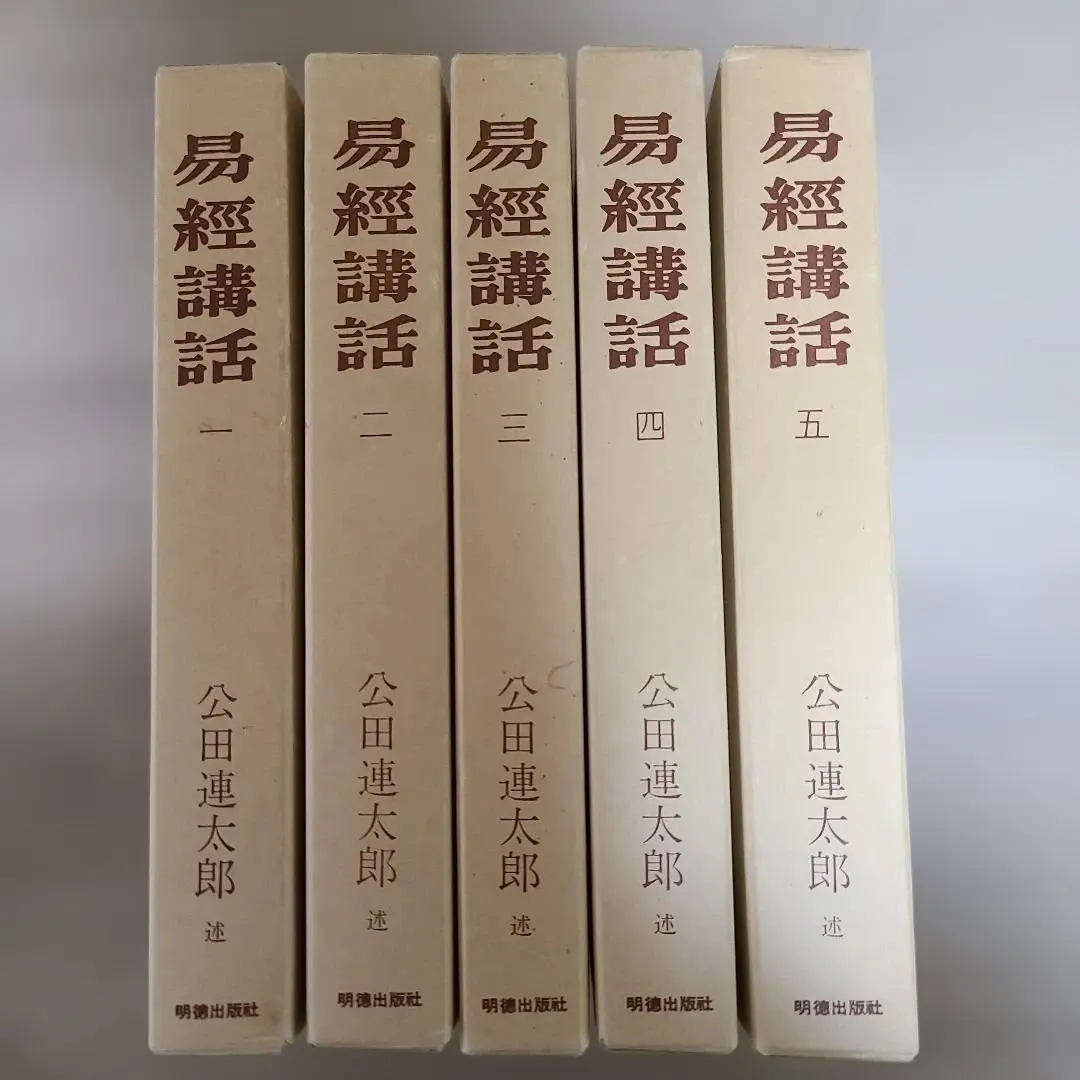 易經講話
一
公田連太郎 述
明德出版社
易經講話
二
公田連太郎 述
明德出版社
易經講話
三
公田連太郎 述
明德出版社
易經講話
四
公田連太郎 述
明德出版社
易經講話
五
公田連太郎 述
明德出版社